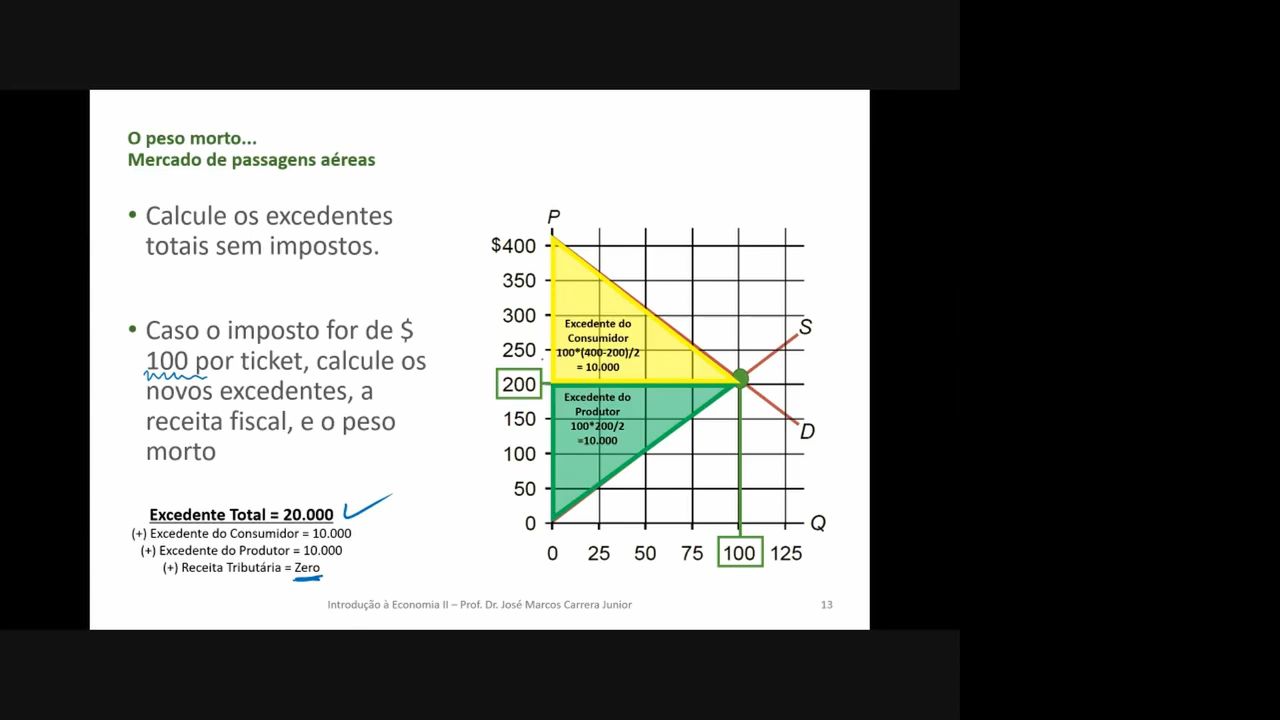 O peso morto...
Mercado de passagens aéreas
• Calcule os excedentes
totais sem impostos.
• Caso o imposto for de $
100 por ticket, calcule os
novos excedentes, a
receita fiscal, e o peso
morto
Excedente Total = 20.000
(+) Excedente do Consumidor = 10.000
(+) Excedente do Produtor = 10.000
(+) Receita Tributária = Zero
P
$400
350
300
250
200
150
100
50
0
Excedente do
Consumidor
100*(400-200)/2
= 10.000
Excedente do
Produtor
100*200/2
=10.000
S
D
Q
0 25 50 75 100 125
Introdução à Economia II – Prof. Dr. José Marcos Carrera Junior
13